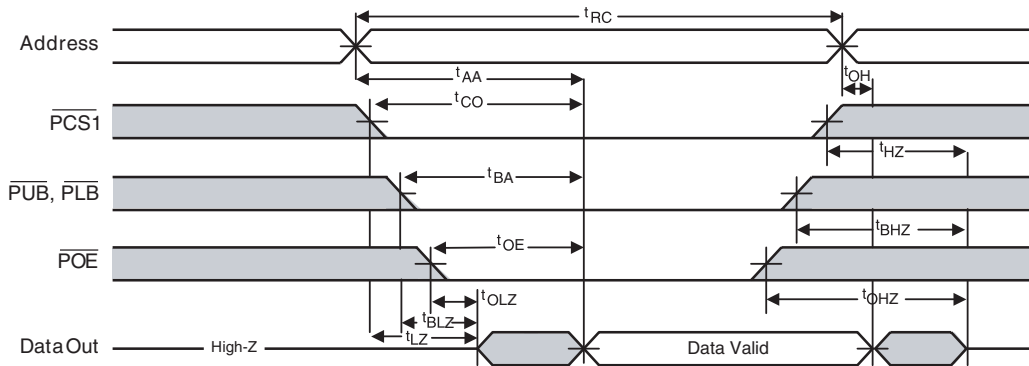 tRC
Address
tAA
tOH
tCO
PCS1
tHZ
tBA
PUB, PLB
tBHZ
tOE
POE
tOLZ
tOHZ
tBLZ
tLZ
Data Out
High-Z
Data Valid